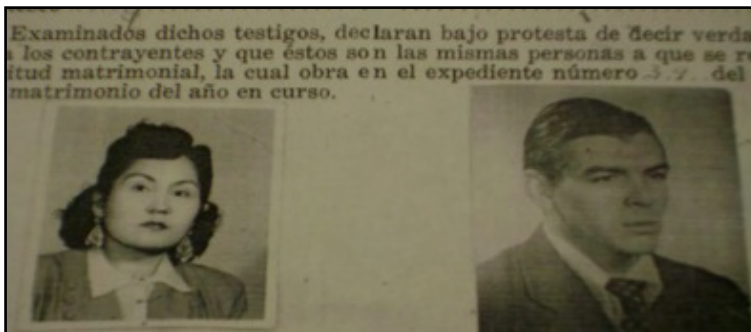 Examinados dichos testigos, declaran bajo protesta de decir verda
los contrayentes y que éstos son las mismas personas a que se re
itud matrimonial, la cual obra en el expediente número del
matrimonio del año en curso.